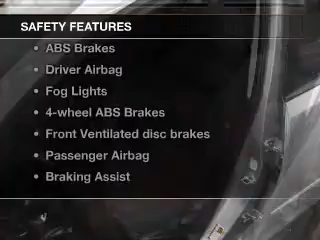 SAFETY FEATURES
• ABS Brakes
• Driver Airbag
• Fog Lights
• 4-wheel ABS Brakes
• Front Ventilated disc brakes
• Passenger Airbag
• Braking Assist